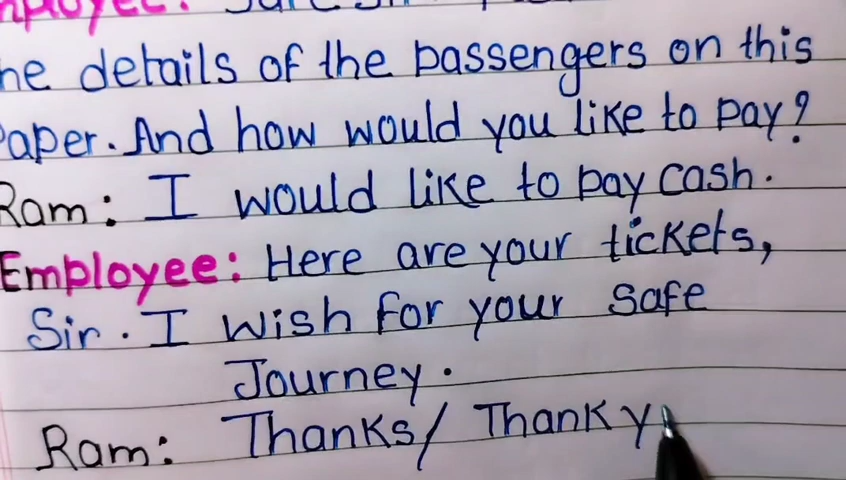 he details of the passengers on this
Paper. And how would you like to pay?
Ram: I would like to pay cash.
Employee: Here are your tickets,
Sir. I wish for your safe
Journey.
Ram: Thanks/ Thank y